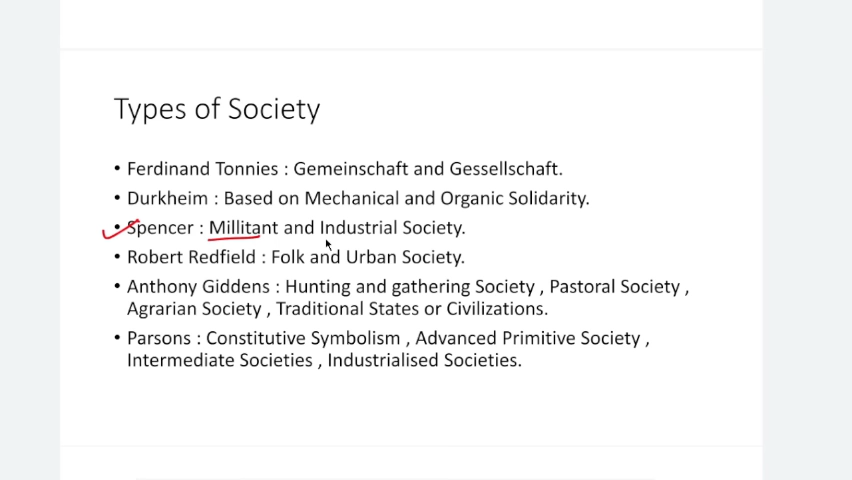 Types of Society
• Ferdinand Tonnies : Gemeinschaft and Gessellschaft.
• Durkheim : Based on Mechanical and Organic Solidarity.
• Spencer : Millitant and Industrial Society.
• Robert Redfield : Folk and Urban Society.
• Anthony Giddens : Hunting and gathering Society , Pastoral Society ,
Agrarian Society , Traditional States or Civilizations.
• Parsons : Constitutive Symbolism , Advanced Primitive Society ,
Intermediate Societies , Industrialised Societies.